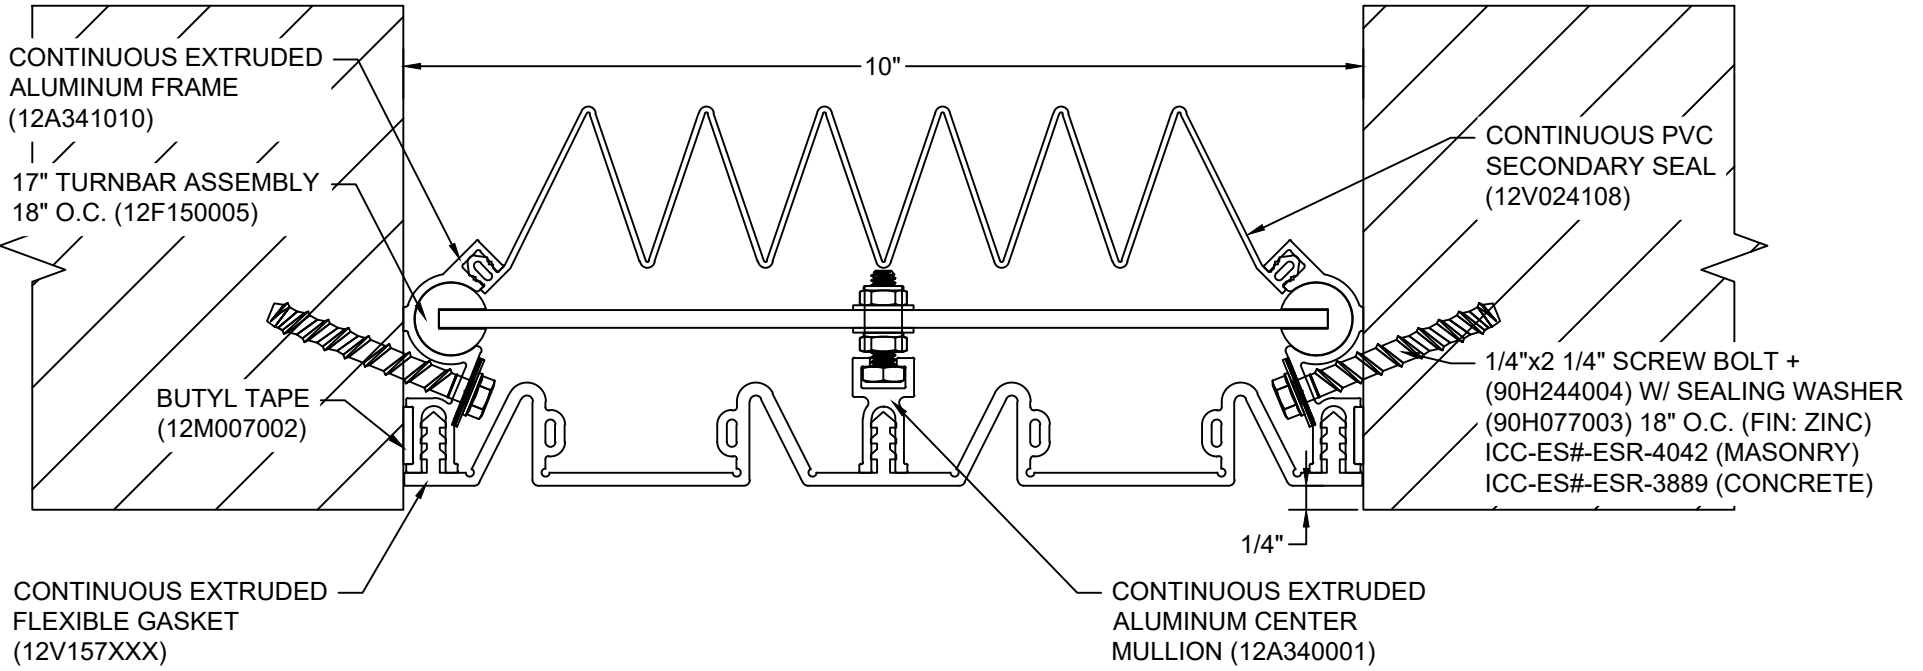 CONTINUOUS EXTRUDED
ALUMINUM FRAME
(12A341010)
17" TURNBAR ASSEMBLY
18" O.C. (12F150005)
BUTYL TAPE
(12M007002)
CONTINUOUS EXTRUDED
FLEXIBLE GASKET
(12V157XXX)
10"
CONTINUOUS PVC
SECONDARY SEAL
(12V024108)
1/4"x2 1/4" SCREW BOLT +
(90H244004) W/ SEALING WASHER
(90H077003) 18" O.C. (FIN: ZINC)
ICC-ES#-ESR-4042 (MASONRY)
ICC-ES#-ESR-3889 (CONCRETE)
1/4"
CONTINUOUS EXTRUDED
ALUMINUM CENTER
MULLION (12A340001)